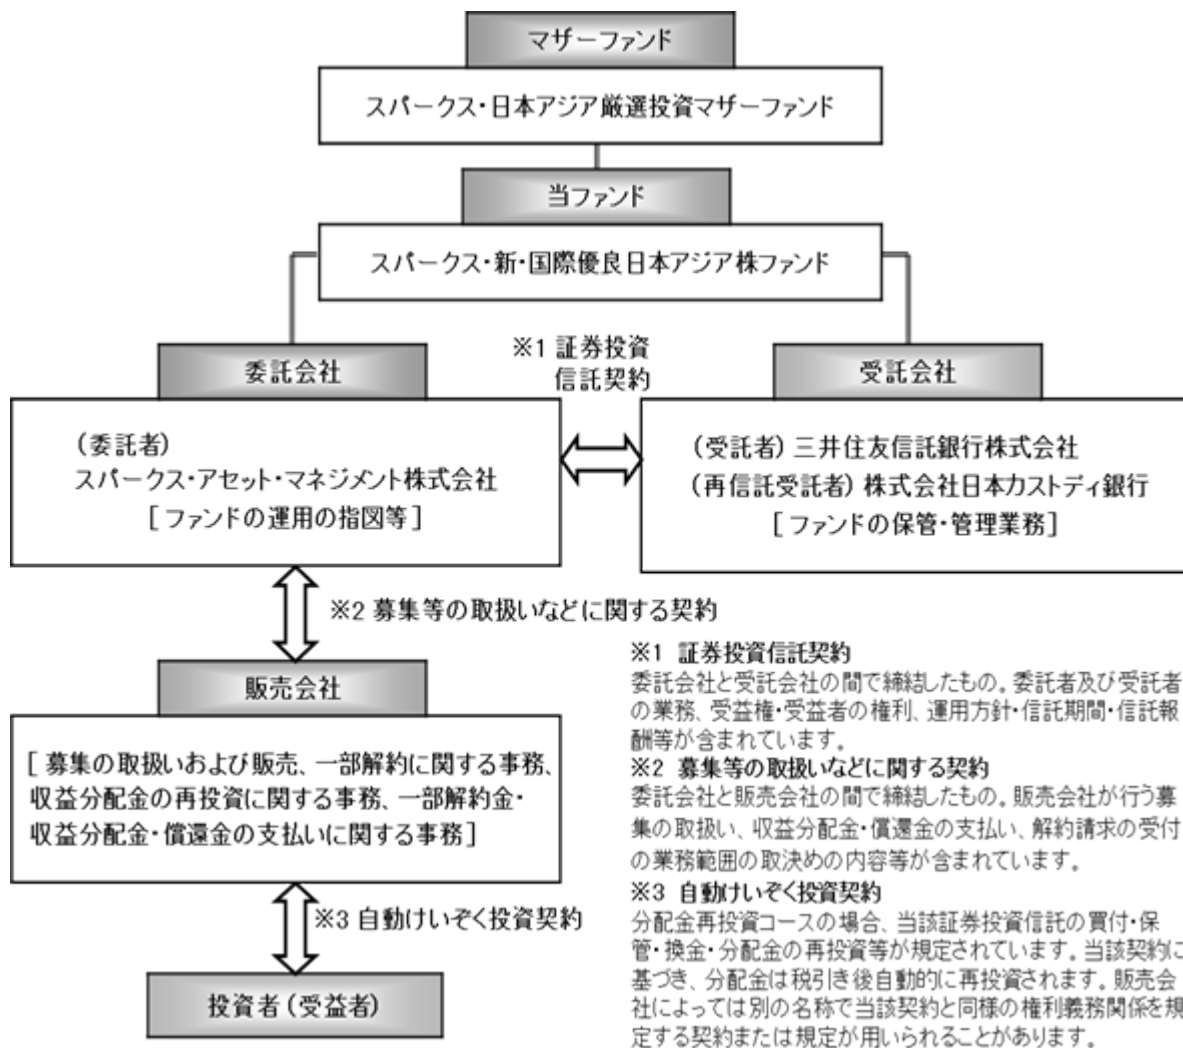 マザーファンド
スパークス・日本アジア厳選投資マザーファンド
当ファンド
スパークス・新・国際優良日本アジア株ファンド
※1 証券投資
信託契約
委託会社
(委託者)
スパークス・アセット・マネジメント株式会社
[ファンドの運用の指図等]
受託会社
(受託者) 三井住友信託銀行株式会社
(再信託受託者) 株式会社日本カストディ銀行
[ファンドの保管・管理業務]
※2 募集等の取扱いなどに関する契約
販売会社
[ 募集の取扱いおよび販売、一部解約に関する事務、
収益分配金の再投資に関する事務、一部解約金・
収益分配金・償還金の支払いに関する事務]
※3 自動けいぞく投資契約
投資者(受益者)
※1 証券投資信託契約
委託会社と受託会社の間で締結したもの。委託者及び受託者
の業務、受益権・受益者の権利、運用方針・信託期間・信託報
酬等が含まれています。
※2 募集等の取扱いなどに関する契約
委託会社と販売会社の間で締結したもの。販売会社が行う募
集の取扱い、収益分配金・償還金の支払い、解約請求の受付
の業務範囲の取決めの内容等が含まれています。
※3 自動けいぞく投資契約
分配金再投資コースの場合、当該証券投資信託の買付・保
管・換金・分配金の再投資等が規定されています。当該契約に
基づき、分配金は税引き後自動的に再投資されます。販売会
社によっては別の名称で当該契約と同様の権利義務関係を規
定する契約または規定が用いられることがあります。